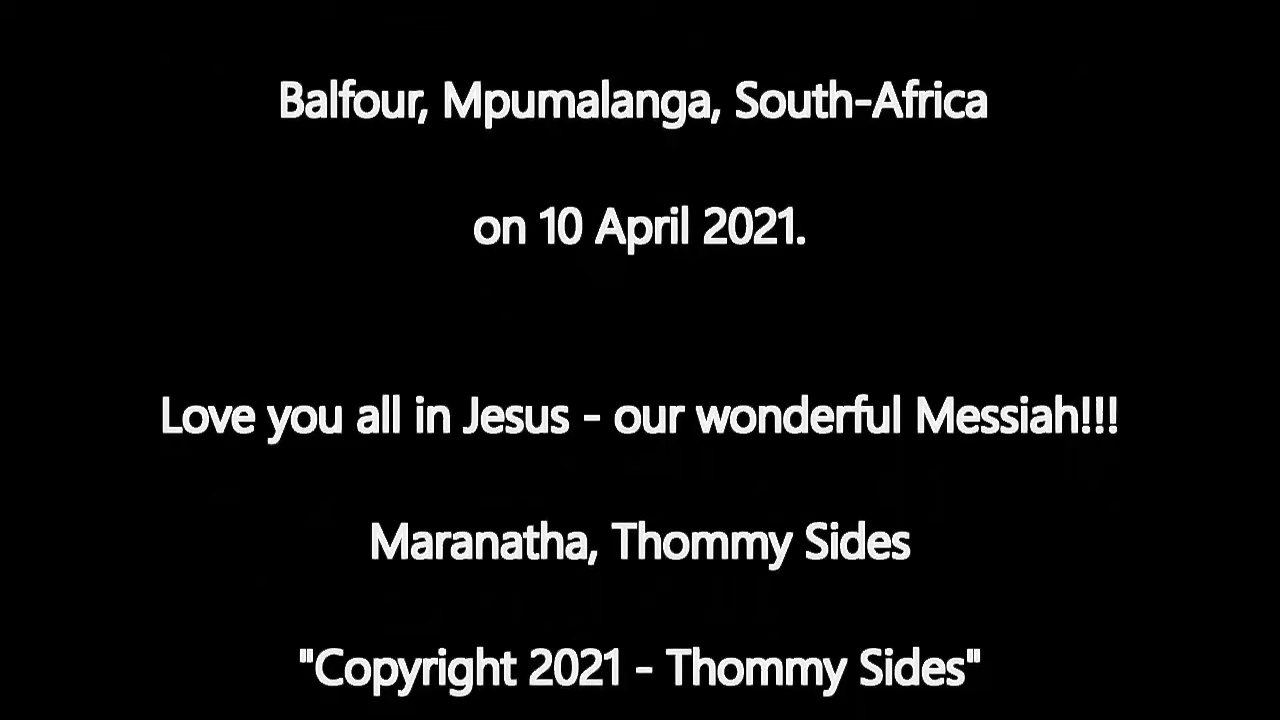 Balfour, Mpumalanga, South-Africa
on 10 April 2021.
Love you all in Jesus - our wonderful Messiah!!!
Maranatha, Thommy Sides
"Copyright 2021 - Thommy Sides"